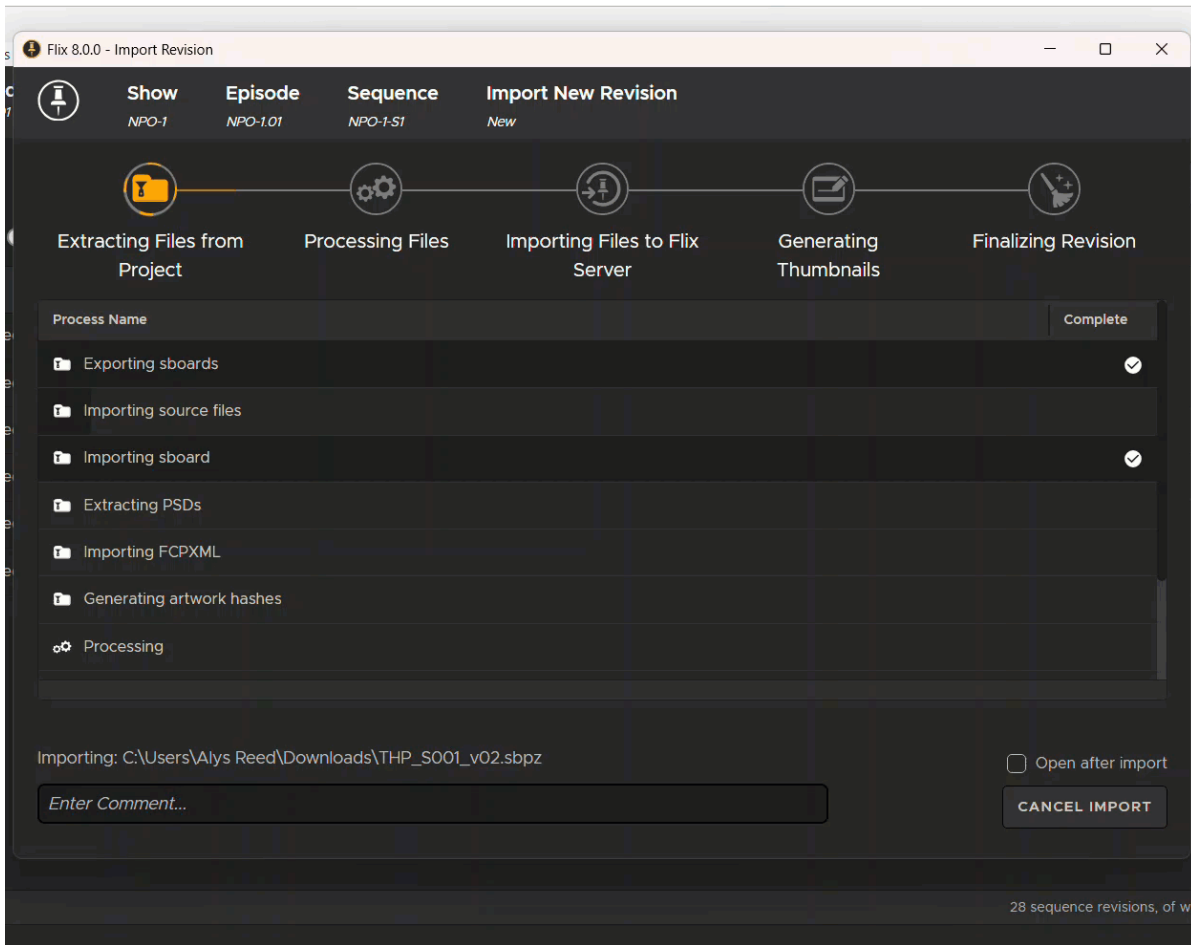 Flix 8.0.0 - Import Revision
Show Episode Sequence Import New Revision
NPO-1 NPO-1.01 NPO-1-S1 New
Extracting Files from Project
Processing Files
Importing Files to Flix Server
Generating Thumbnails
Finalizing Revision
Process Name Complete
Exporting sboards
Importing source files
Importing sboard
Extracting PSDs
Importing FCPXML
Generating artwork hashes
Processing
Importing: C:\Users\Alys Reed\Downloads\THP_S001_v02.sbpz
Open after import
Enter Comment...
CANCEL IMPORT
28 sequence revisions, of w